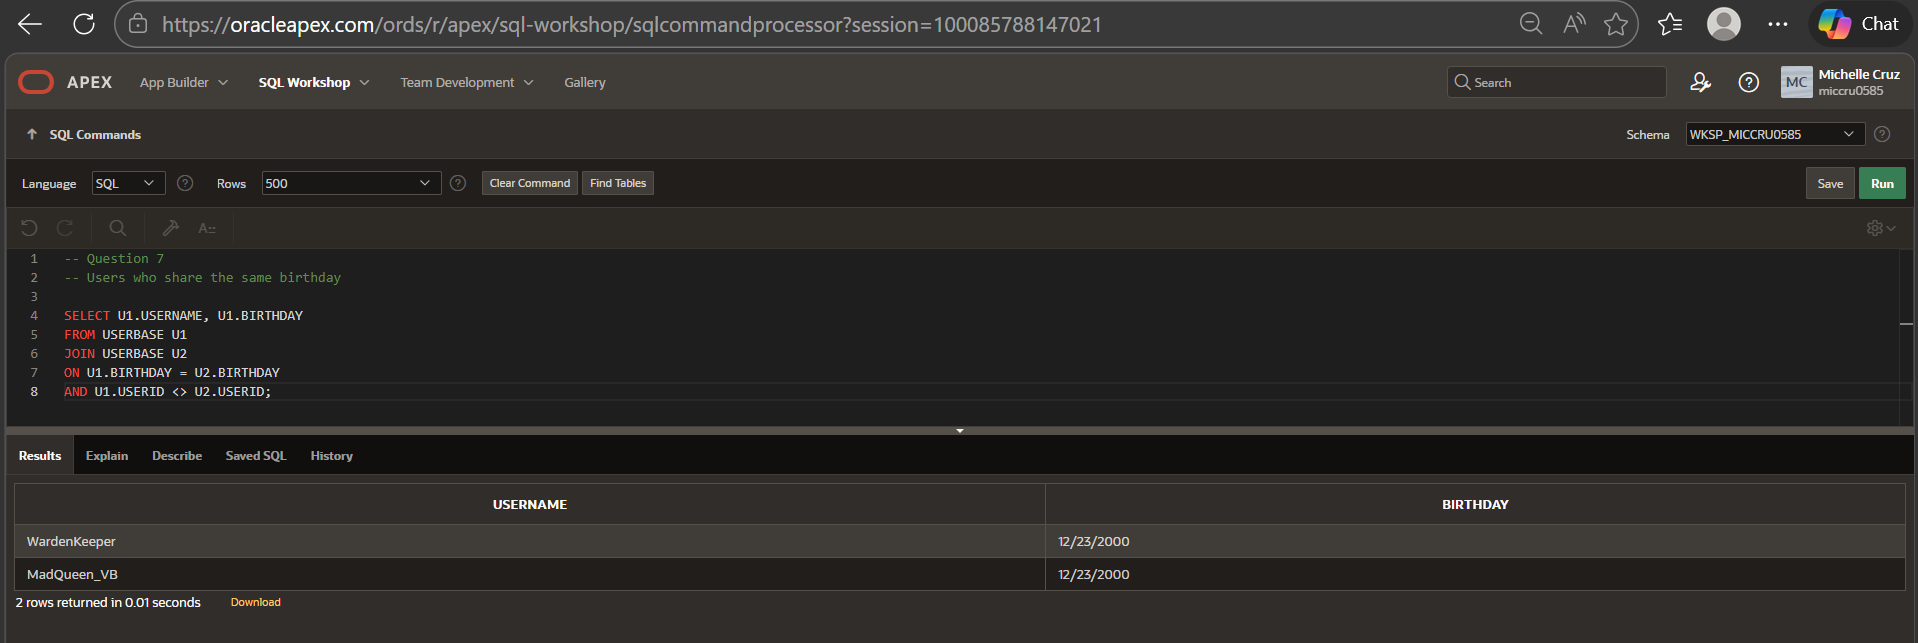 https://oracleapex.com/ords/r/apex/sql-workshop/sqlcommandprocessor?session=100085788147021
Chat
APEX App Builder SQL Workshop Team Development Gallery Search MC Michelle Cruz
miccru0585
SQL Commands Schema WKSP_MICCRU0585
Language SQL Rows 500 Clear Command Find Tables Save Run
1 -- Question 7
2 -- Users who share the same birthday
3
4 SELECT U1.USERNAME, U1.BIRTHDAY
5 FROM USERBASE U1
6 JOIN USERBASE U2
7 ON U1.BIRTHDAY = U2.BIRTHDAY
8 AND U1.USERID <> U2.USERID;
Results Explain Describe Saved SQL History
USERNAME BIRTHDAY
WardenKeeper 12/23/2000
MadQueen_VB 12/23/2000
2 rows returned in 0.01 seconds Download